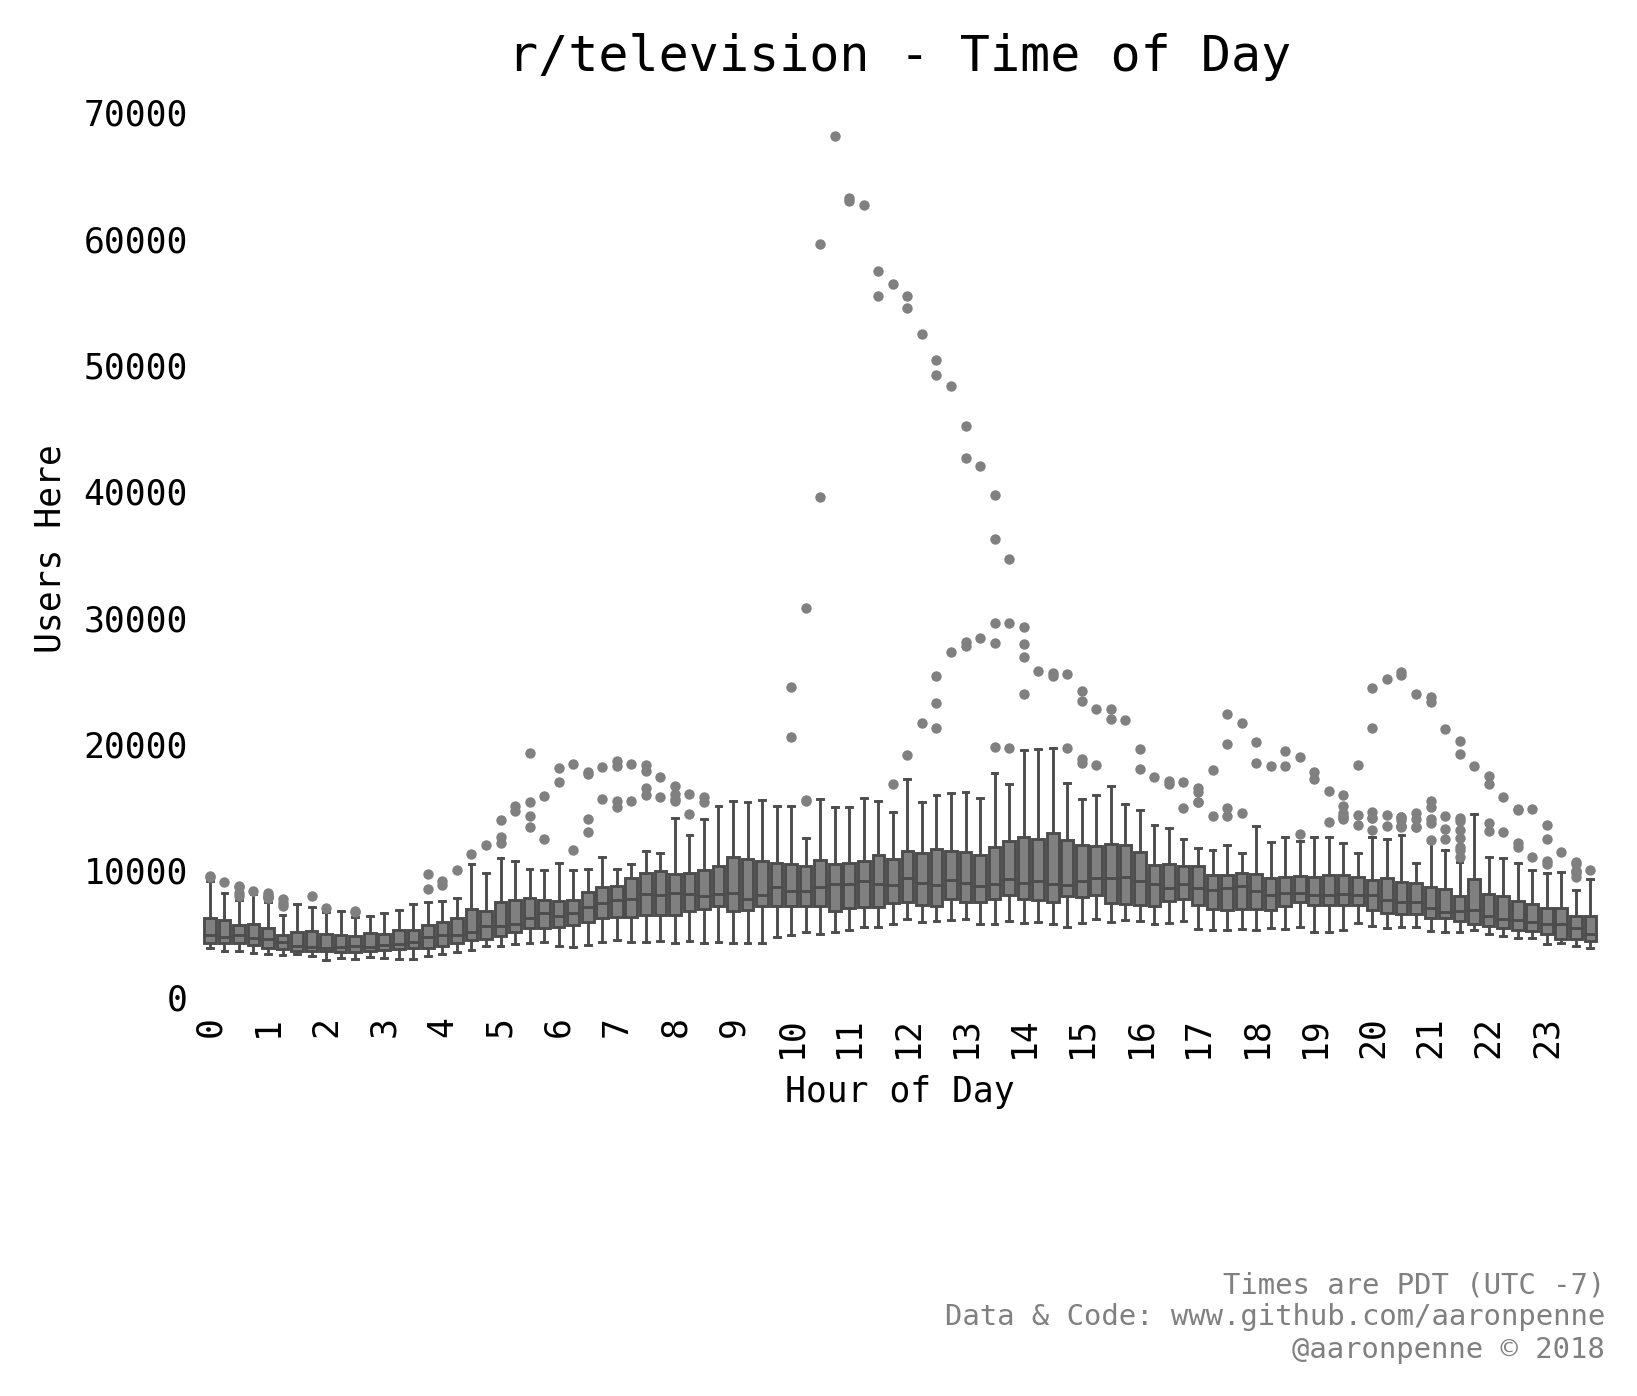 r/television - Time of Day
70000
60000
50000
40000
30000
20000
10000
0
Users Here
0 1 2 3 4 5 6 7 8 9 10 11 12 13 14 15 16 17 18 19 20 21 22 23
Hour of Day
Times are PDT (UTC -7)
Data & Code: www.github.com/aaronpenne
@aaronpenne © 2018